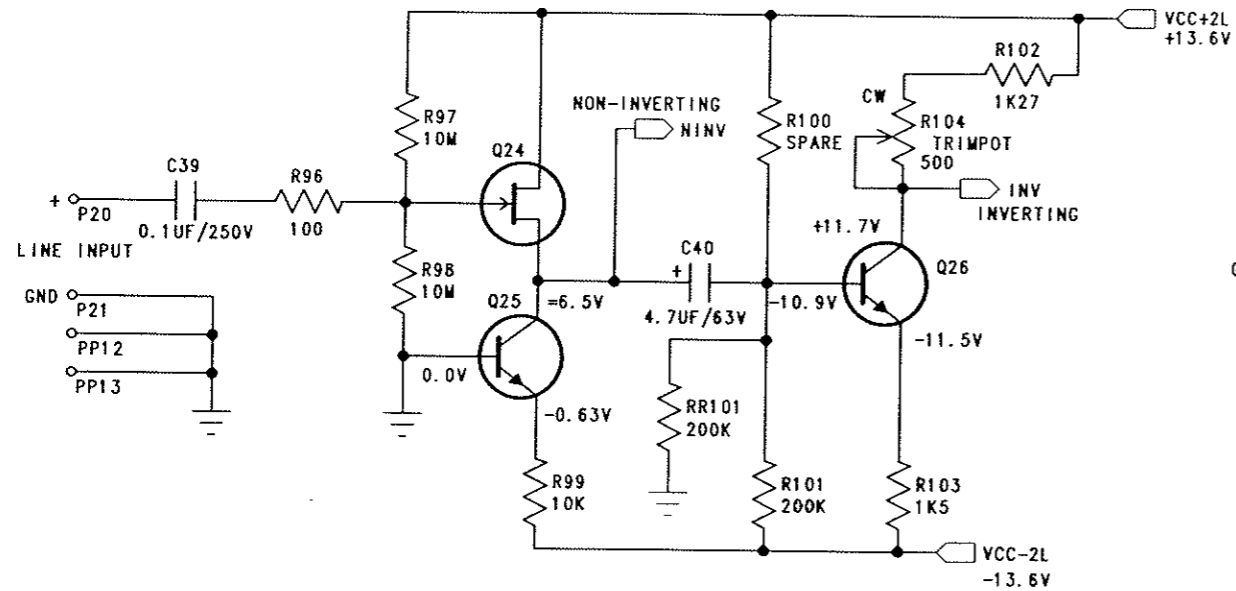 VCC+2L
+13.6V
R102
1K27
CW
R104
TRIMPOT
500
NON-INVERTING
NINV
R100
SPARE
R97
10M
Q24
C39
0.1UF/250V
R96
100
+
P20
LINE INPUT
INV
INVERTING
+11.7V
Q26
C40
+
4.7UF/63V
-10.9V
-11.5V
R98
10M
Q25
=6.5V
GND
P21
PP12
PP13
0.0V
-0.63V
RR101
200K
R99
10K
R101
200K
R103
1K5
VCC-2L
-13.6V